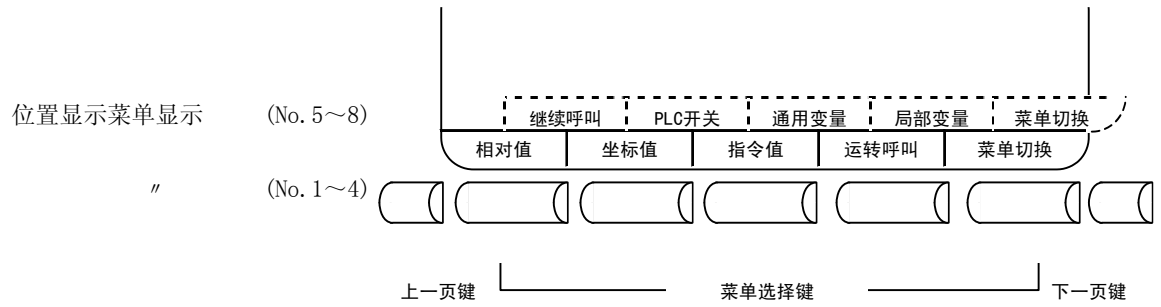 位置显示菜单显示 (No.5～8) 继续呼叫 PLC开关 通用变量 局部变量 菜单切换
相对值 坐标值 指令值 运转呼叫 菜单切换
〃 (No.1～4)
上一页键 菜单选择键 下一页键